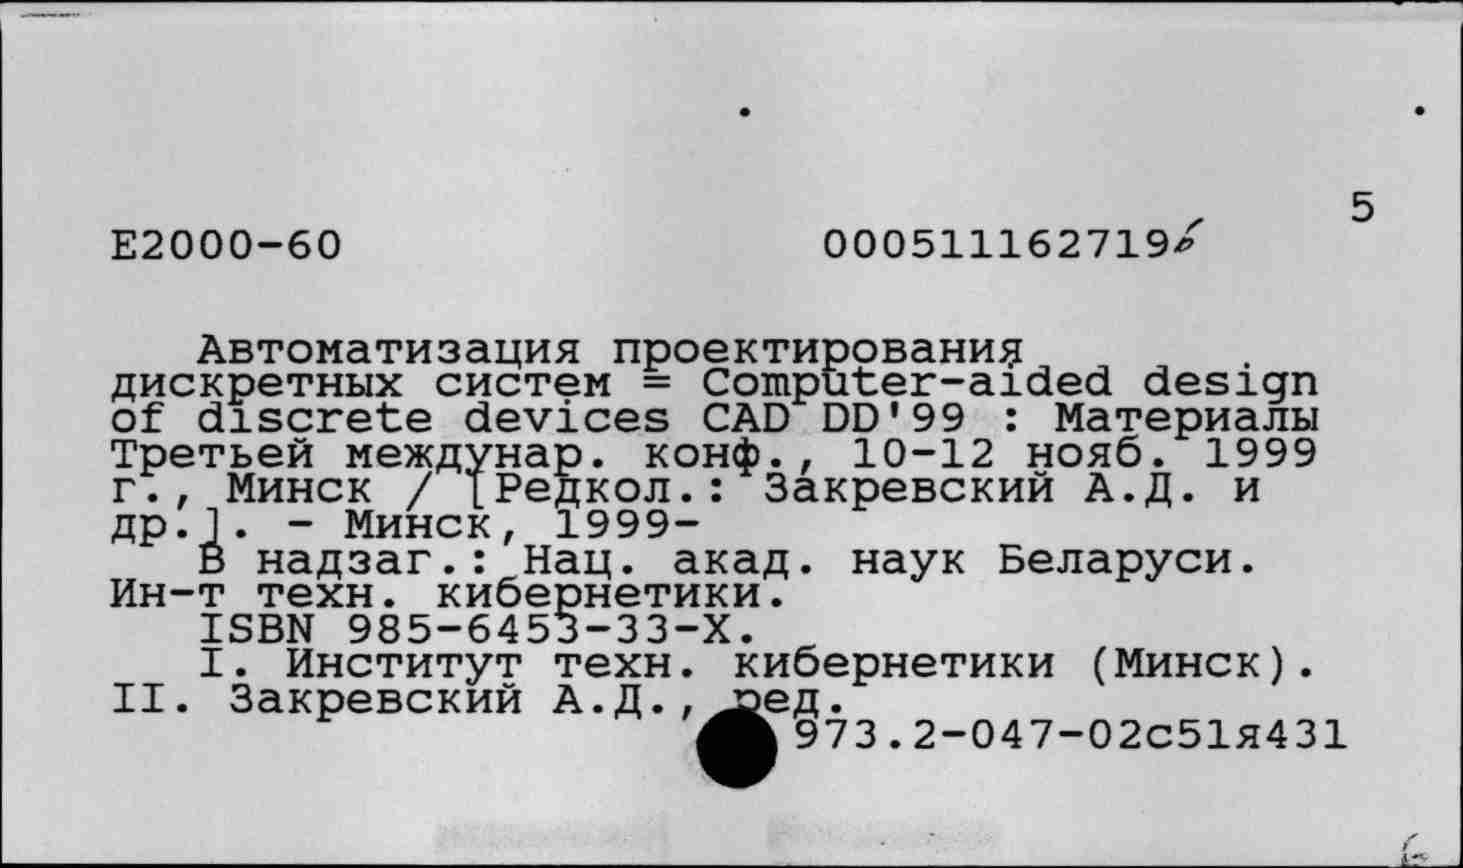 5
Е2000-60 000511162719
Автоматизация проектирования
дискретных систем = Computer-aided design
of discrete devices CAD DD'99 : Материалы
Третьей междунар. конф., 10-12 нояб. 1999
г., Минск / [Редкол.: Закревский А.Д. и
др.]. - Минск, 1999-
В надзаг.: Нац. акад. наук Беларуси.
Ин-т техн. кибернетики.
ISBN 985-6453-33-X.
I. Институт техн. кибернетики (Минск).
II. Закревский А.Д., ред.
973.2-047-02с51я431